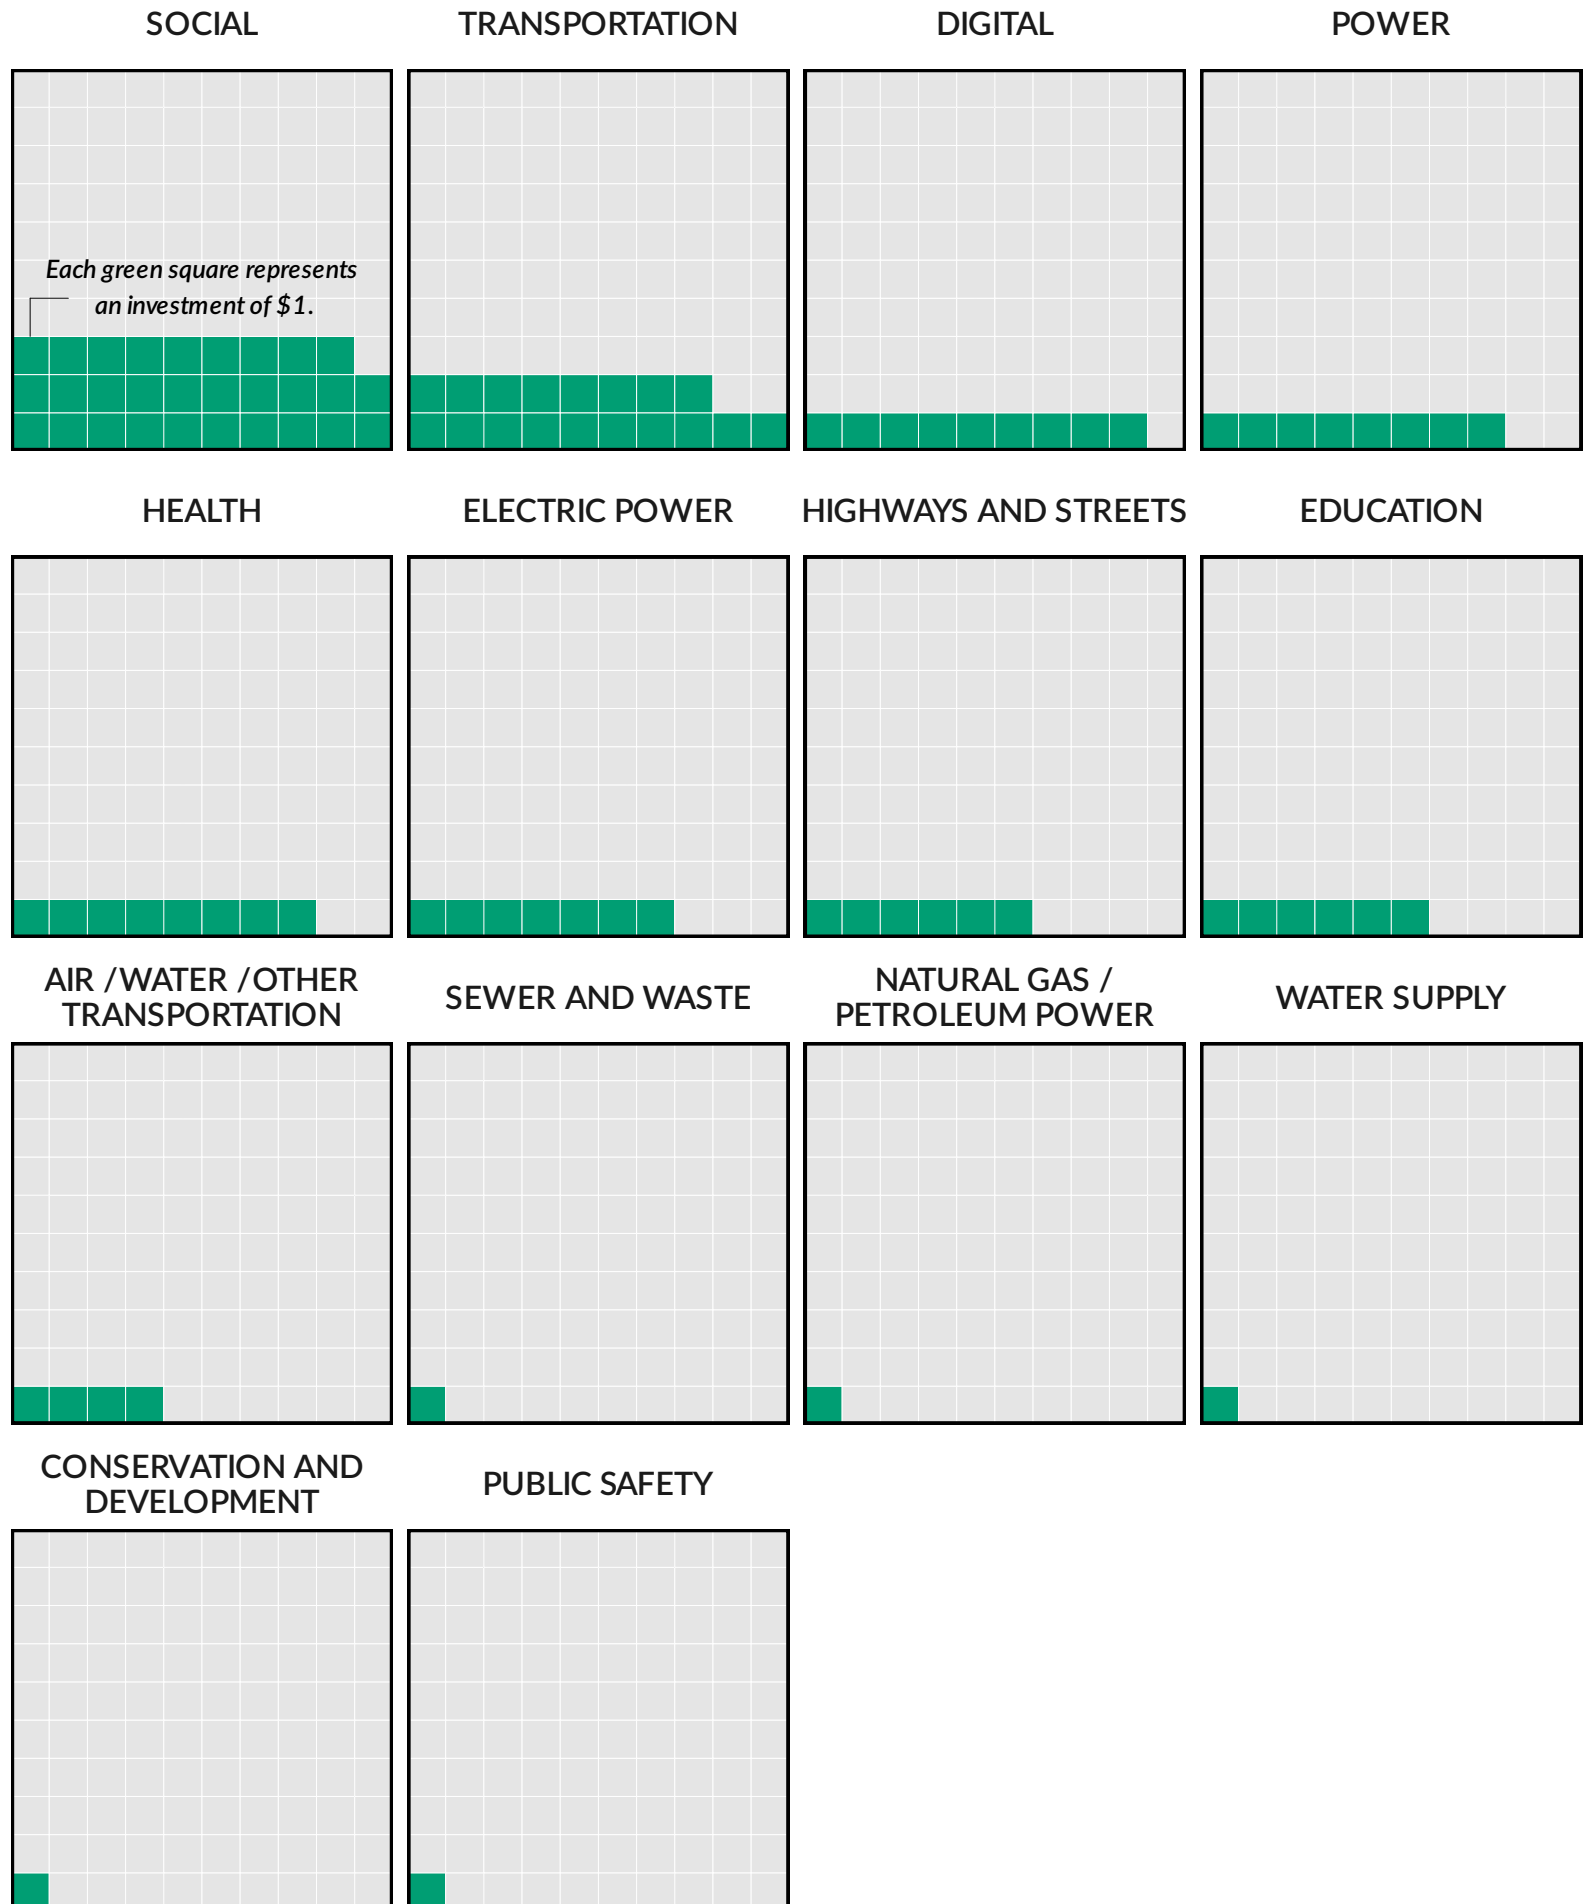 SOCIAL
TRANSPORTATION
DIGITAL
POWER
Each green square represents
an investment of $1.
HEALTH
ELECTRIC POWER
HIGHWAYS AND STREETS
EDUCATION
AIR / WATER / OTHER
TRANSPORTATION
SEWER AND WASTE
NATURAL GAS /
PETROLEUM POWER
WATER SUPPLY
CONSERVATION AND
DEVELOPMENT
PUBLIC SAFETY